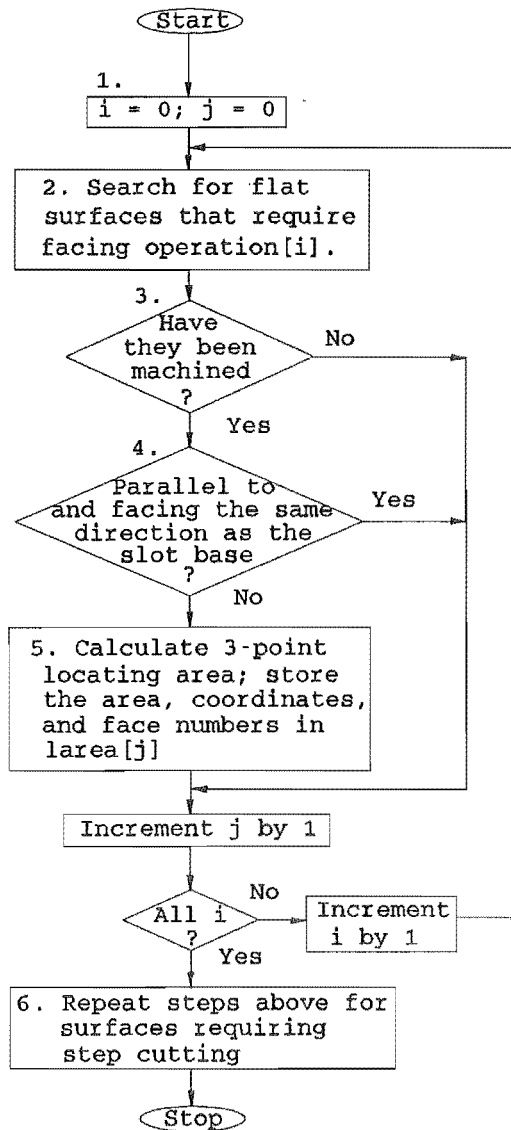 Start
1.
i = 0; j = 0
2. Search for flat
surfaces that require
facing operation[i].
3.
Have
they been
machined
?
No
Yes
4.
Parallel to
and facing the same
direction as the
slot base
?
Yes
No
5. Calculate 3-point
locating area; store
the area, coordinates,
and face numbers in
larea[j]
Increment j by 1
All i
?
No
Increment
i by 1
Yes
6. Repeat steps above for
surfaces requiring
step cutting
Stop